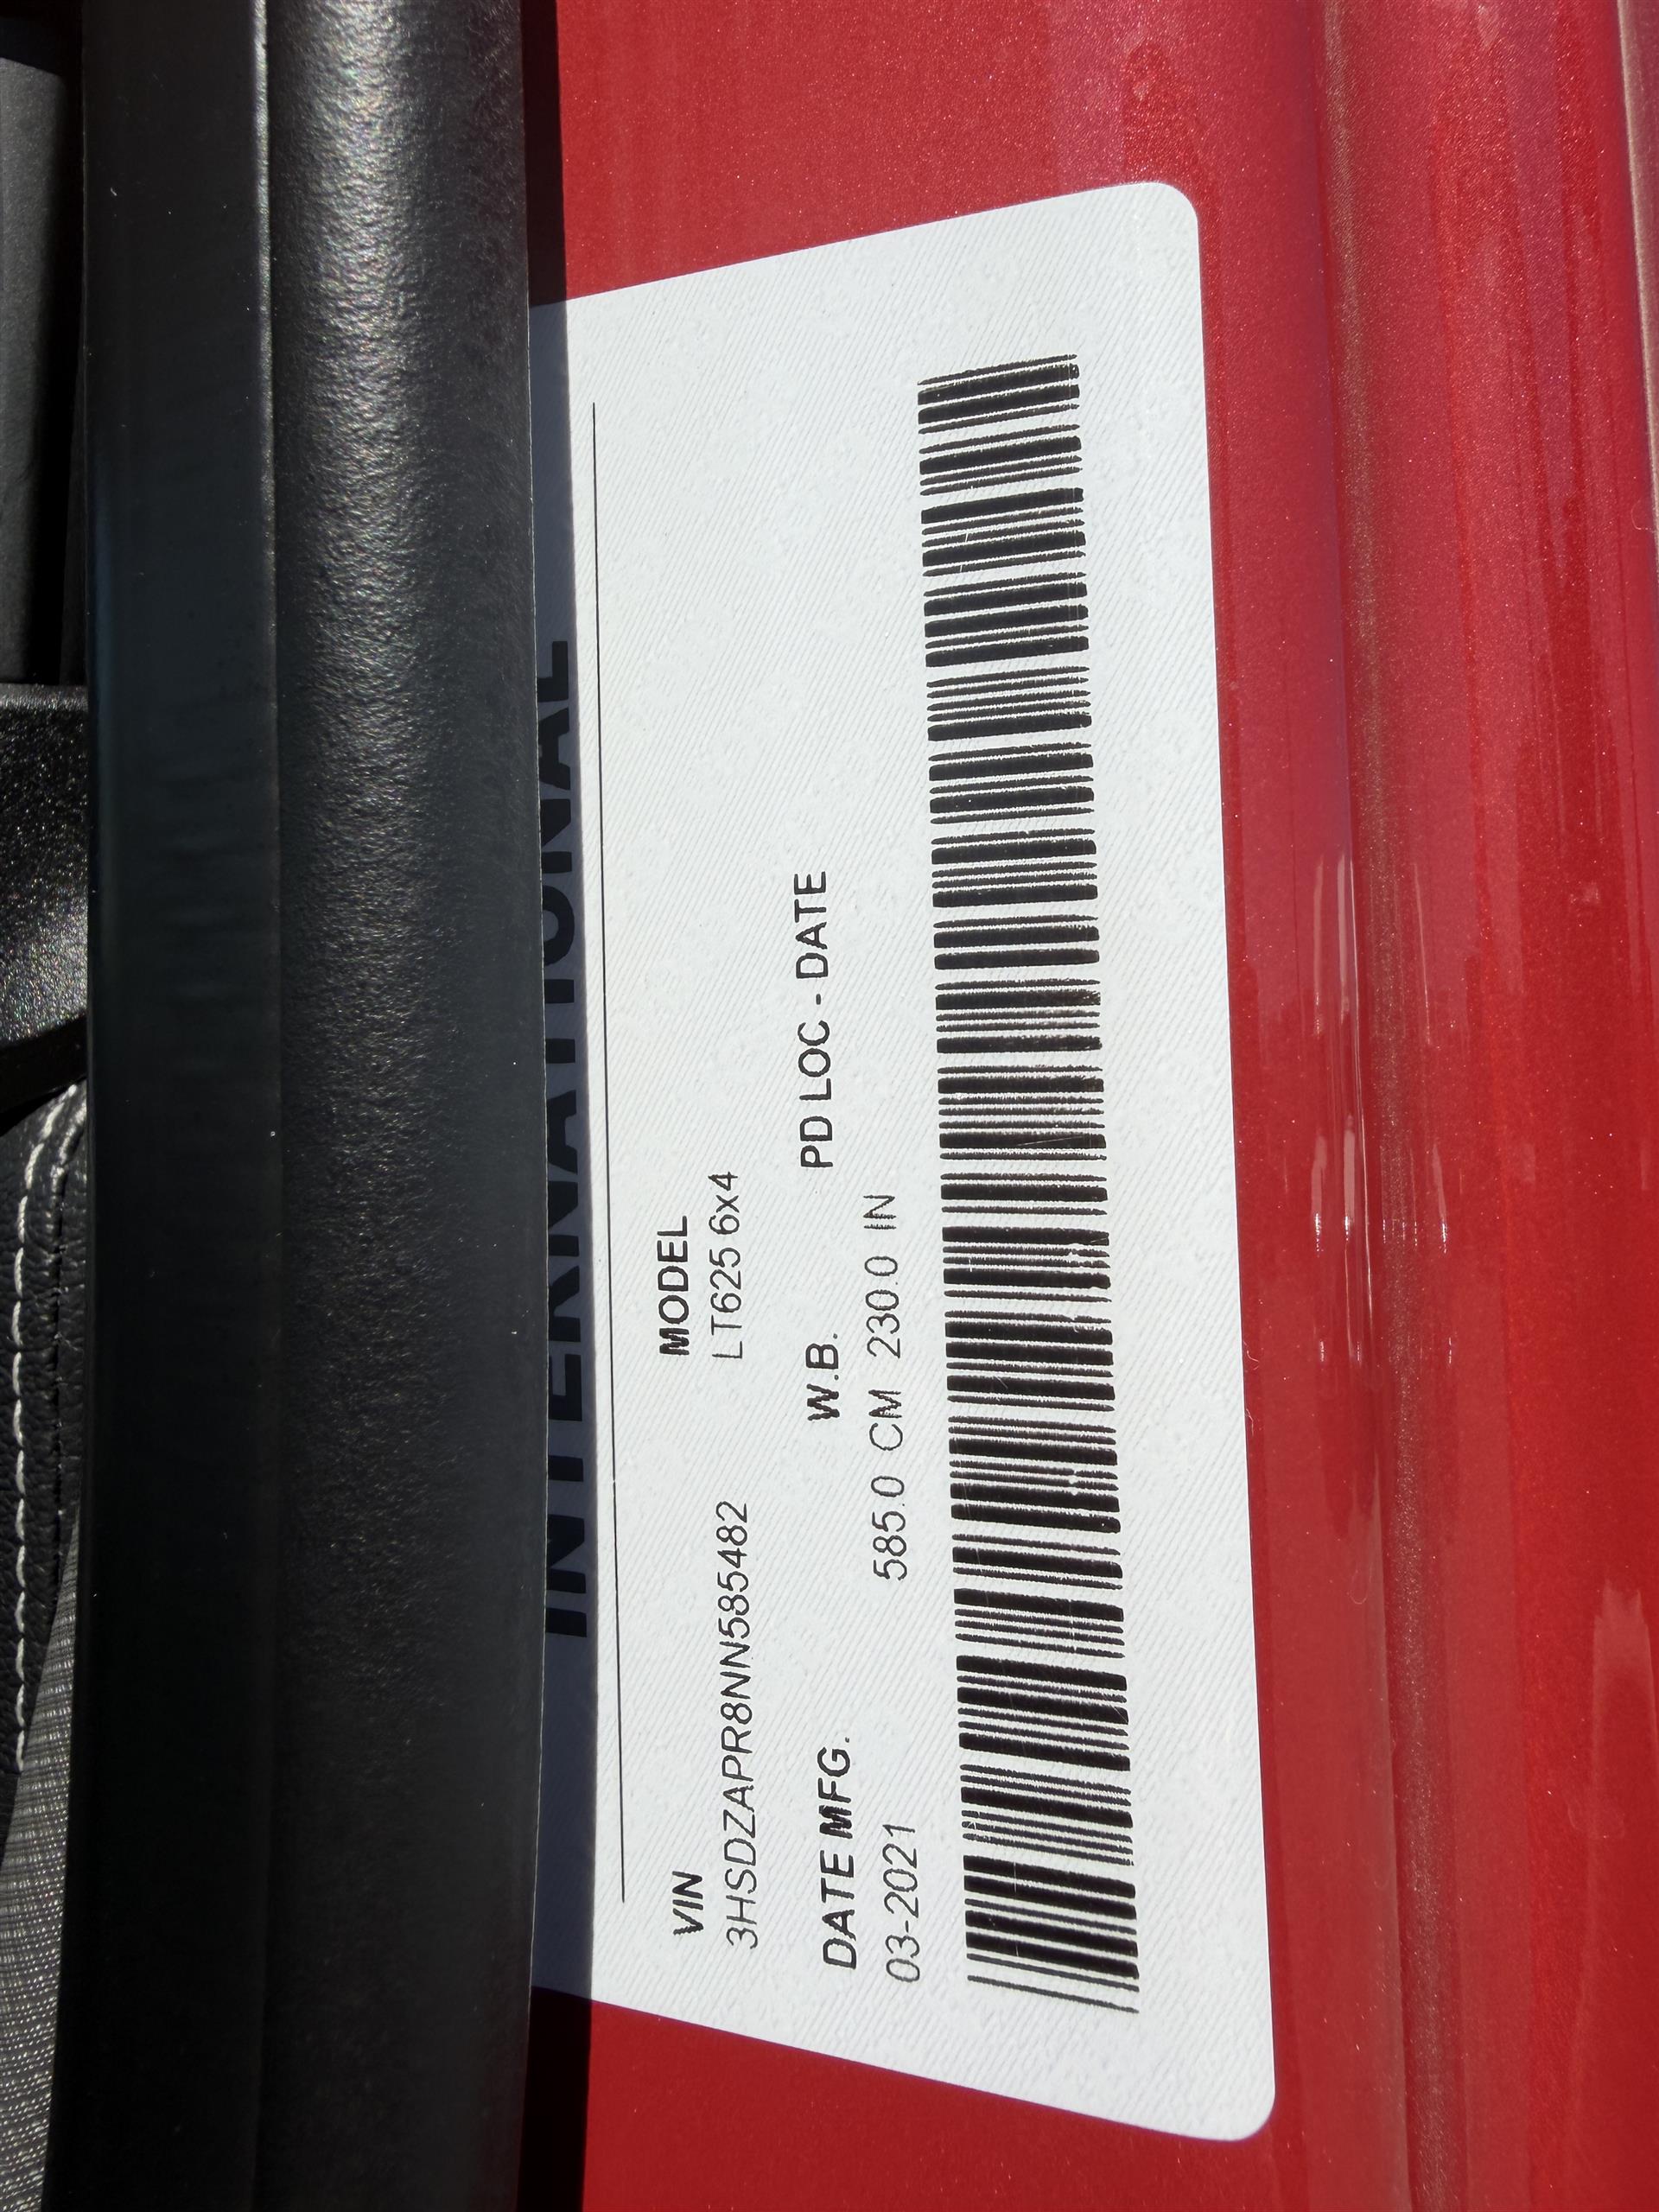 INTERNATIONAL
VIN MODEL
3HSDZAPR8NN585482 LT625 6x4
DATE MFG. W.B. PD LOC - DATE
03-2021 585.0 CM 230.0 IN